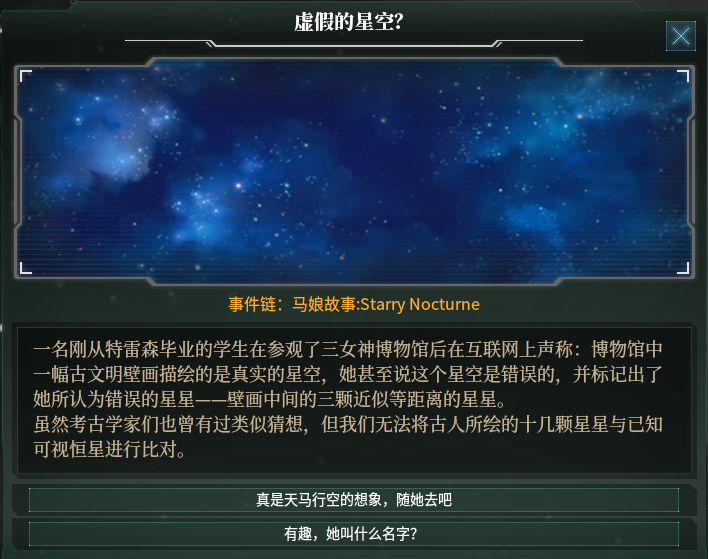 虚假的星空?
事件链：马娘故事:Starry Nocturne
一名刚从特雷森毕业的学生在参观了三女神博物馆后在互联网上声称：博物馆中
一幅古文明壁画描绘的是真实的星空，她甚至说这个星空是错误的，并标记出了
她所认为错误的星星——壁画中间的三颗近似等距离的星星。
虽然考古学家们也曾有过类似猜想，但我们无法将古人所绘的十几颗星星与已知
可视恒星进行比对。
真是天马行空的想象，随她去吧
有趣，她叫什么名字?